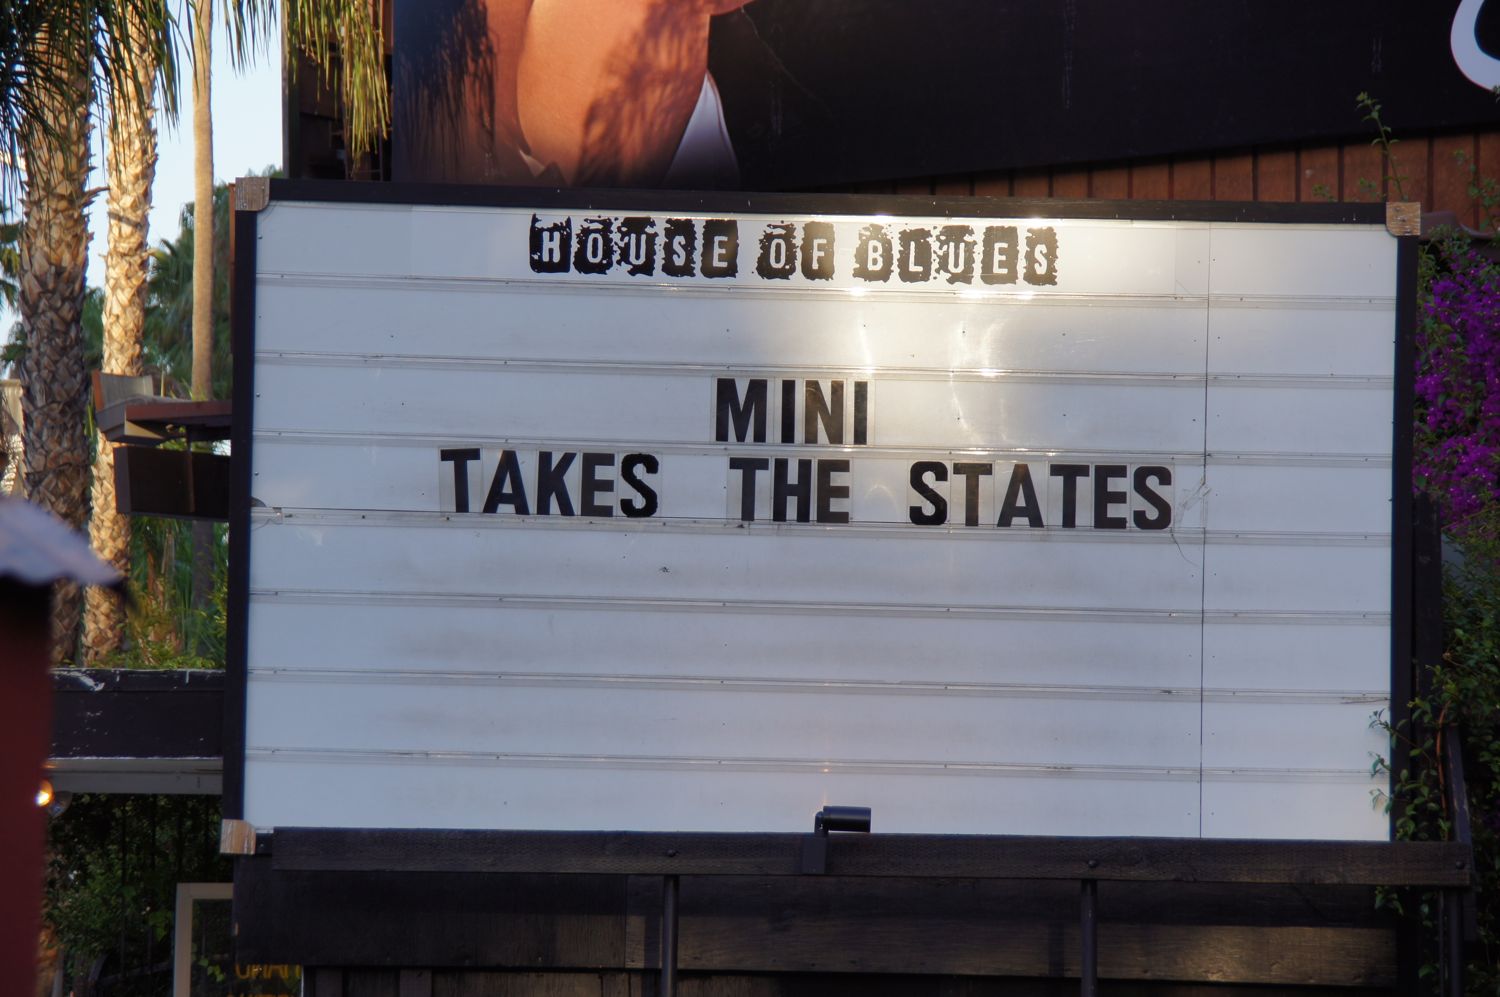 HOUSE OF BLUES
MINI
TAKES THE STATES